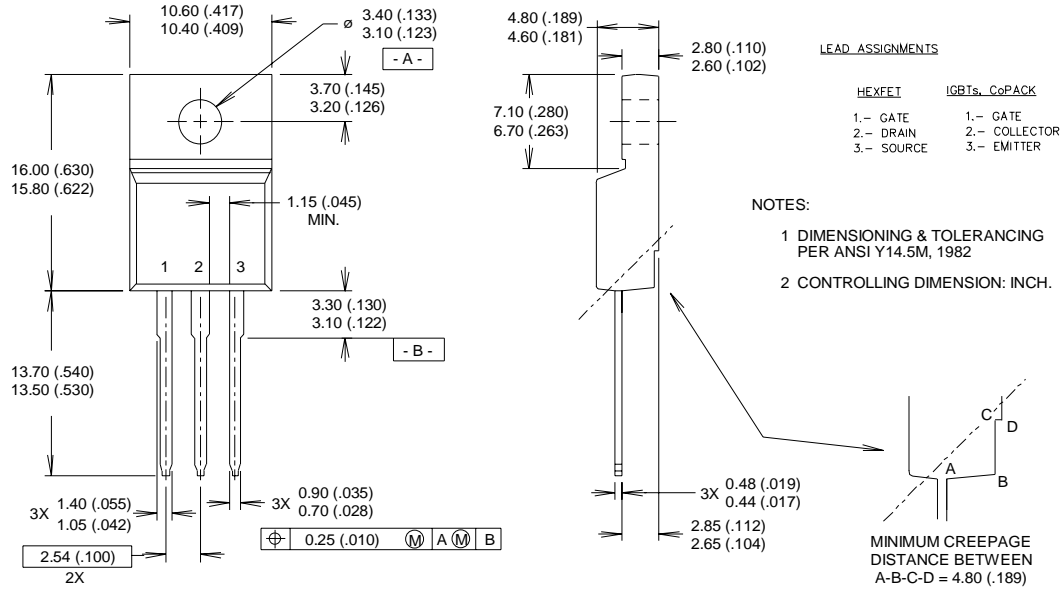 10.60 (.417)
10.40 (.409)
ø 3.40 (.133)
3.10 (.123)
- A -
3.70 (.145)
3.20 (.126)
16.00 (.630)
15.80 (.622)
1.15 (.045)
MIN.
1 2 3
3.30 (.130)
3.10 (.122)
- B -
13.70 (.540)
13.50 (.530)
3X 1.40 (.055)
1.05 (.042)
3X 0.90 (.035)
0.70 (.028)
⌖ 0.25 (.010) Ⓜ A Ⓜ B
2.54 (.100)
2X
4.80 (.189)
4.60 (.181)
2.80 (.110)
2.60 (.102)
7.10 (.280)
6.70 (.263)
3X 0.48 (.019)
0.44 (.017)
2.85 (.112)
2.65 (.104)
LEAD ASSIGNMENTS
HEXFET
1.- GATE
2.- DRAIN
3.- SOURCE
IGBTs, CoPACK
1.- GATE
2.- COLLECTOR
3.- EMITTER
NOTES:
1 DIMENSIONING & TOLERANCING
PER ANSI Y14.5M, 1982
2 CONTROLLING DIMENSION: INCH.
C
D
A
B
MINIMUM CREEPAGE
DISTANCE BETWEEN
A-B-C-D = 4.80 (.189)